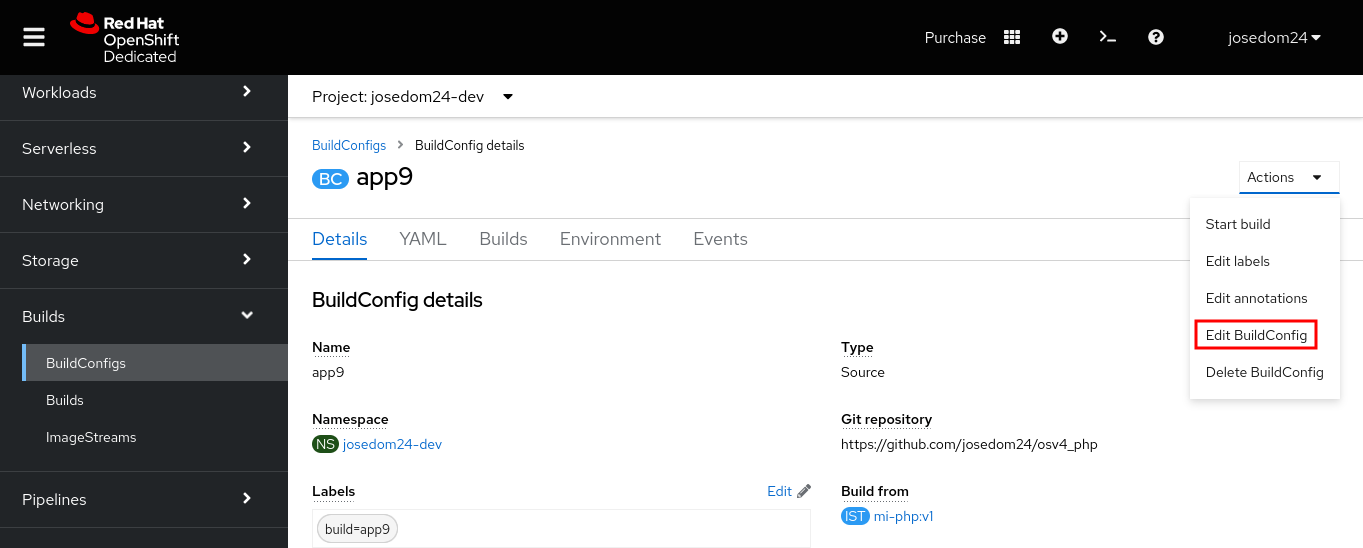 Red Hat
OpenShift
Dedicated
Purchase
josedom24
Workloads
Serverless
Networking
Storage
Builds
BuildConfigs
Builds
ImageStreams
Pipelines
Project: josedom24-dev
BuildConfigs BuildConfig details
BC app9
Actions
Start build
Edit labels
Edit annotations
Edit BuildConfig
Delete BuildConfig
Details YAML Builds Environment Events
BuildConfig details
Name
app9
Namespace
NS josedom24-dev
Labels Edit
build=app9
Type
Source
Git repository
https://github.com/josedom24/osv4_php
Build from
IST mi-php:v1